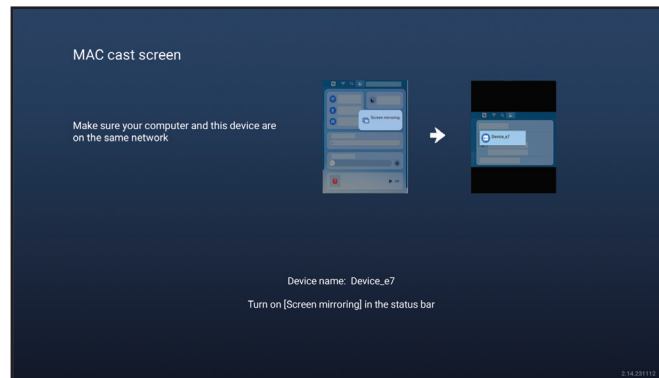 MAC cast screen
Make sure your computer and this device are
on the same network
Screen mirroring
Device_e7
Device name: Device_e7
Turn on [Screen mirroring] in the status bar
2.14.231112